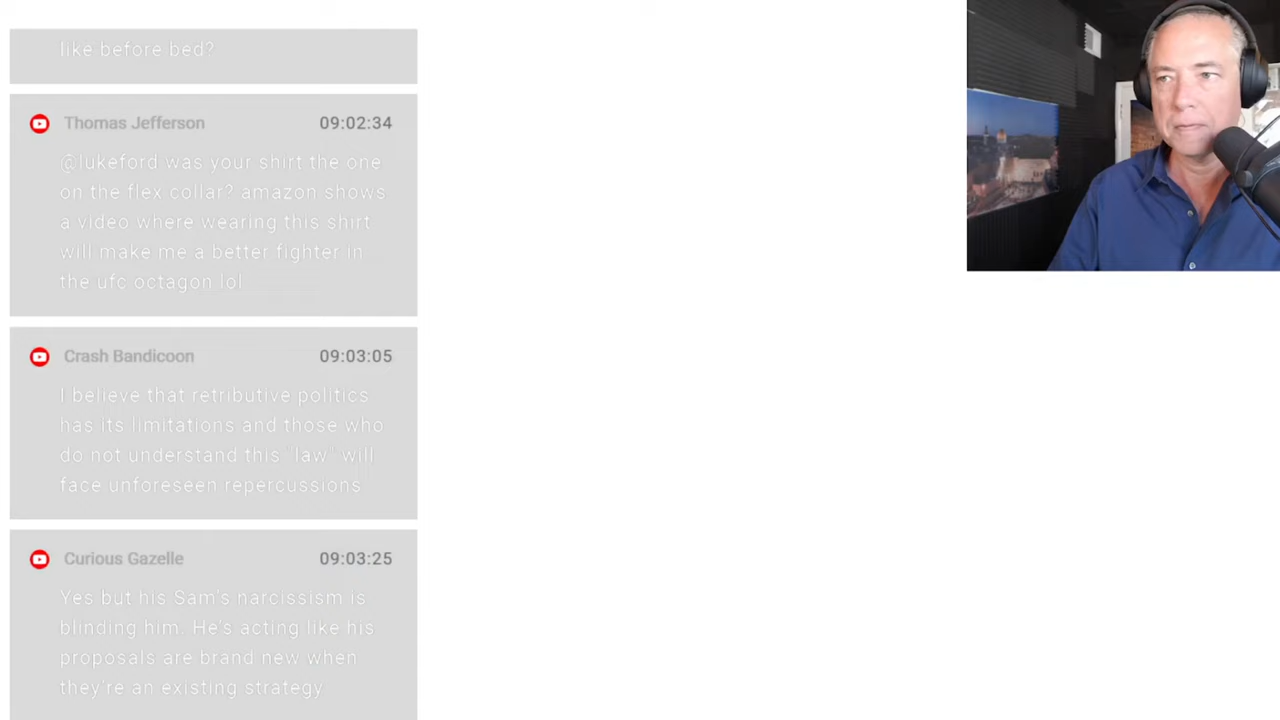 like before bed?
Thomas Jefferson 09:02:34
@lukeford was your shirt the one
on the flex collar? amazon shows
a video where wearing this shirt
will make me a better fighter in
the ufc octagon lol
Crash Bandicoon 09:03:05
I believe that retributive politics
has its limitations and those who
do not understand this "law" will
face unforeseen repercussions
Curious Gazelle 09:03:25
Yes but his Sam's narcissism is
blinding him. He's acting like his
proposals are brand new when
they're an existing strategy